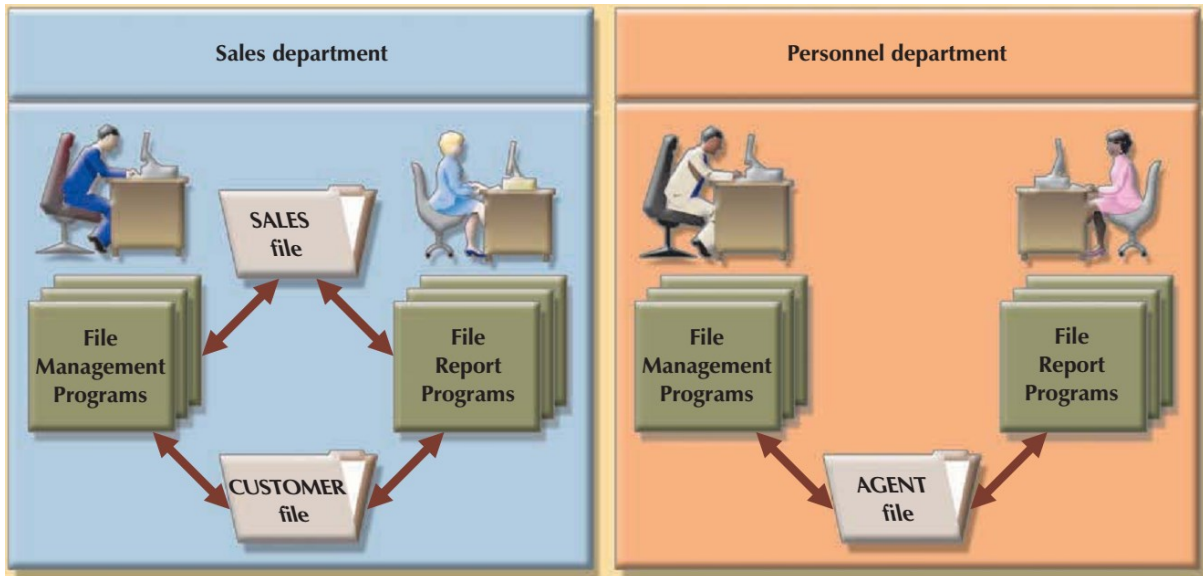 Sales department
SALES
file
File
Management
Programs
File
Report
Programs
CUSTOMER
file
Personnel department
File
Management
Programs
File
Report
Programs
AGENT
file